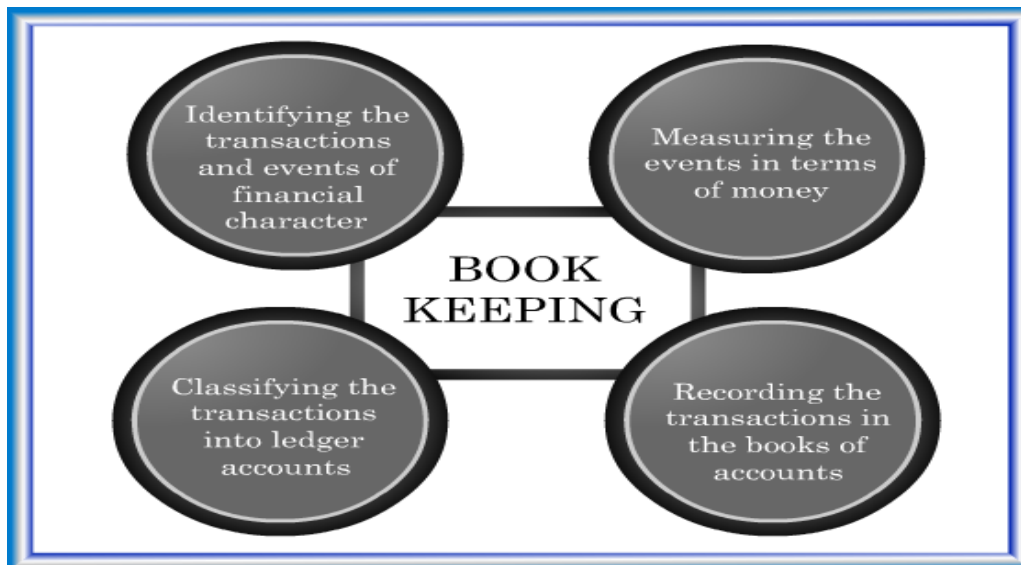 Identifying the
transactions
and events of
financial
character
Measuring the
events in terms
of money
BOOK
KEEPING
Classifying the
transactions
into ledger
accounts
Recording the
transactions in
the books of
accounts